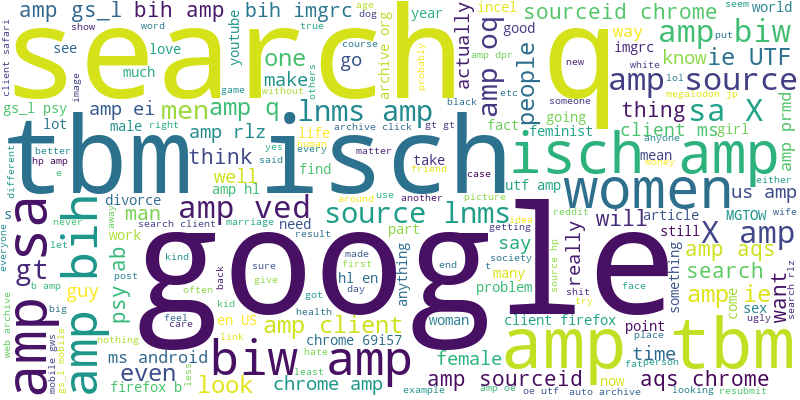 amp gs_l
bih amp
bih imgrc
youtube
year
dog
age
word
show
incel
sourceid chrome
seem
world
search
q
amp biw
client safari
true
of course
see
love
one
go
archive org
actually
amp oq
good
way
put
imgrc
know
ie UTF
much
image
make
people
amp source
game
without
others
probably
amp dpr
etc
new
someone
white
lol
megalodon jp
gs_l psy
amp ei
men
amp q
lnms amp
thing
sa X
lot
male
right
black
gt gt
fact
going
feminist
client ms
girl
amp prmd
tbm isch
isch amp
different
better
hp amp
e
amp rlz
yes
said
every
life
human
archive click
matter
think
well
find
take
case
mean
anyone
money
either
amp hl
friend
utf amp
women
us amp
s
never
divorce
man
amp ved
around
use
another
picture
idea
reddit
wife
everyone
let
away
work
search client
marriage
need
result
source lnms
part
getting
will
article
still
MGTOW
X amp
amp sa
amp bih
gt
post
psy ab
kind
sure
give
back
made
first
day
hl en
anything
end
t
society
many
say
problem
really
source hp
shit
try
face
something
amp aqs
search
want
come
search rlz
google
web archive
b amp
big
guy
feel
care
often
kid
got
health
en US
link
woman
client firefox
point
place
sex
ugly
amp ie
nothing
gs_l mobile
mobile gws
ms android
even
firefox b
less
look
biw amp
amp client
hate
least
chrome 69157
chrome amp
female
example
amp sourceid
amp oe
now
oe utf
auto archive
time
fat
person
aqs chrome
looking
resubmit
amp tbm